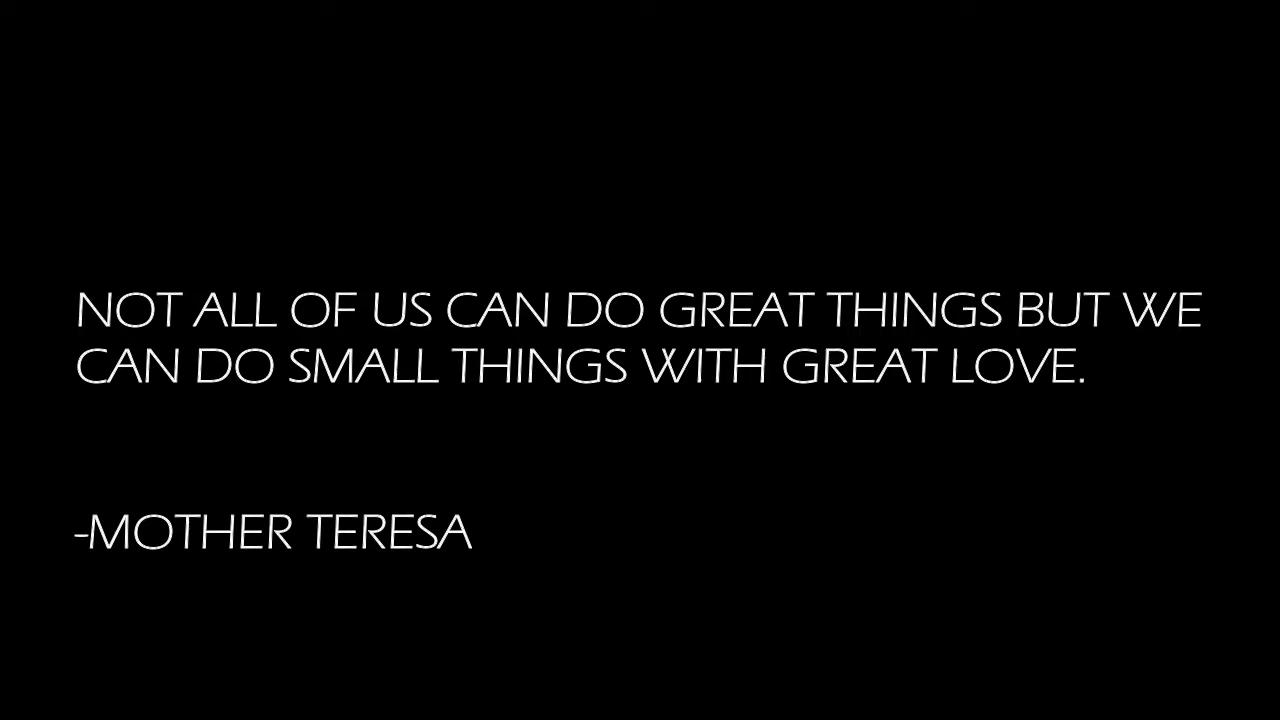 NOT ALL OF US CAN DO GREAT THINGS BUT WE
CAN DO SMALL THINGS WITH GREAT LOVE.
-MOTHER TERESA